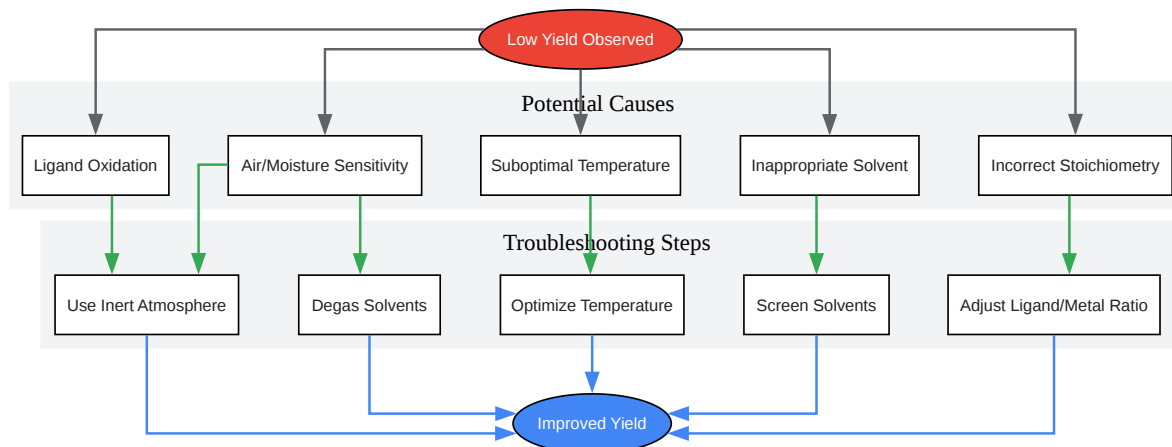 Low Yield Observed
Potential Causes
Ligand Oxidation
Air/Moisture Sensitivity
Suboptimal Temperature
Inappropriate Solvent
Incorrect Stoichiometry
Troubleshooting Steps
Use Inert Atmosphere
Degas Solvents
Optimize Temperature
Screen Solvents
Adjust Ligand/Metal Ratio
Improved Yield